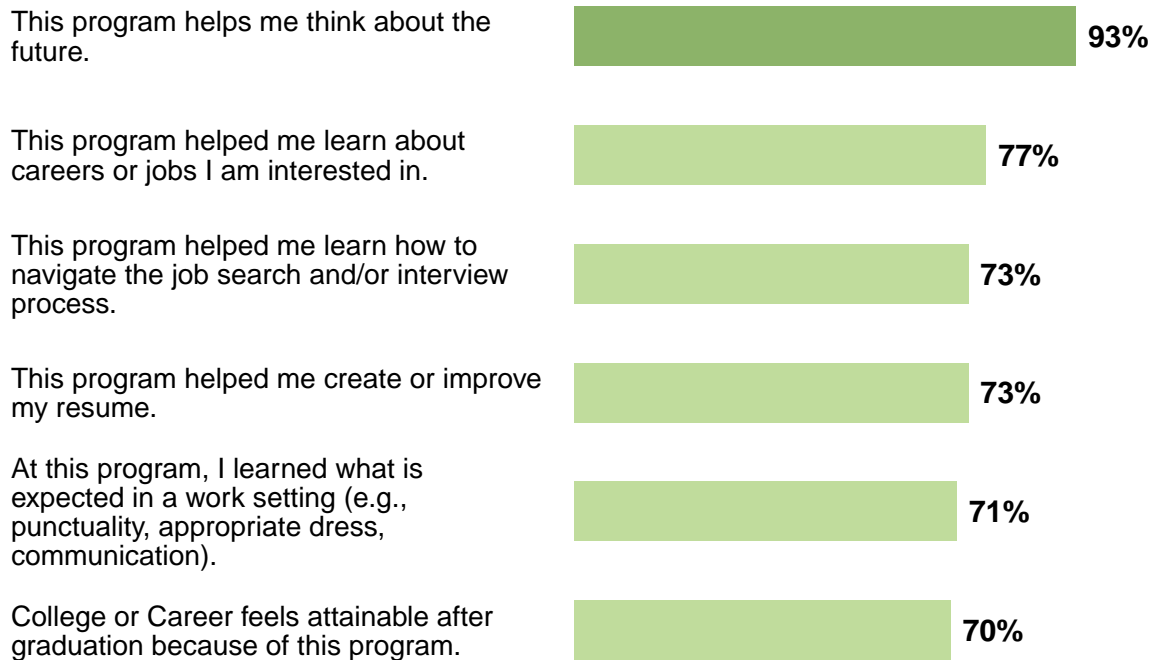 This program helps me think about the
future.
93%
This program helped me learn about
careers or jobs I am interested in.
77%
This program helped me learn how to
navigate the job search and/or interview
process.
73%
This program helped me create or improve
my resume.
73%
At this program, I learned what is
expected in a work setting (e.g.,
punctuality, appropriate dress,
communication).
71%
College or Career feels attainable after
graduation because of this program.
70%